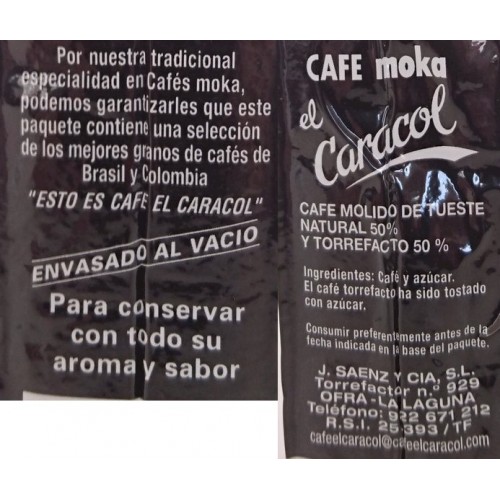 Por nuestra tradicional
especialidad en Cafés moka,
podemos garantizarles que este
paquete contiene una selección
de los mejores granos de cafés de
Brasil y Colombia
"ESTO ES CAFE EL CARACOL"
ENVASADO AL VACIO
Para conservar
con todo su
aroma y sabor
CAFE moka
el
Caracol
CAFE MOLIDO DE TUESTE
NATURAL 50%
Y TORREFACTO 50 %
Ingredientes: Café y azúcar.
El café torrefacto ha sido tostado
con azúcar.
Consumir preferentemente antes de la
fecha indicada en la base del paquete.
J. SAENZ Y CIA, S.L.
Torrefactor n.º 929
OFRA - LA LAGUNA
Teléfono: 922 671 212
R.S.I. 25.393 / TF
cafeelcaracol@cafeelcaracol.com